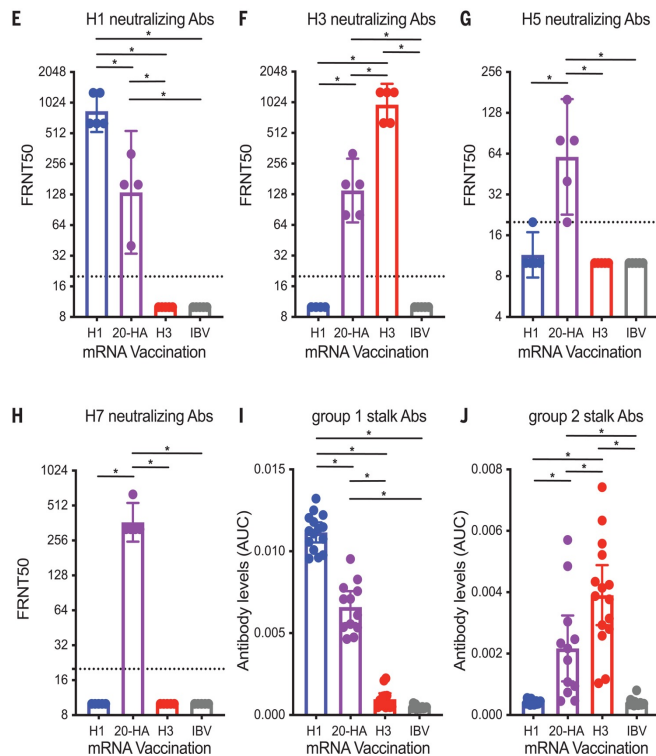 E H1 neutralizing Abs
* * * * *
2048
1024
512
256
128
64
32
16
8
FRNT50
H1 20-HA H3 IBV
mRNA Vaccination
F H3 neutralizing Abs
* * * * *
2048
1024
512
256
128
64
32
16
8
FRNT50
H1 20-HA H3 IBV
mRNA Vaccination
G H5 neutralizing Abs
* * *
256
128
64
32
16
8
4
FRNT50
H1 20-HA H3 IBV
mRNA Vaccination
H H7 neutralizing Abs
* * *
1024
512
256
128
64
32
16
8
FRNT50
H1 20-HA H3 IBV
mRNA Vaccination
I group 1 stalk Abs
* * * * *
0.015
0.010
0.005
0.000
Antibody levels (AUC)
H1 20-HA H3 IBV
mRNA Vaccination
J group 2 stalk Abs
* * * * *
0.008
0.006
0.004
0.002
0.000
Antibody levels (AUC)
H1 20-HA H3 IBV
mRNA Vaccination